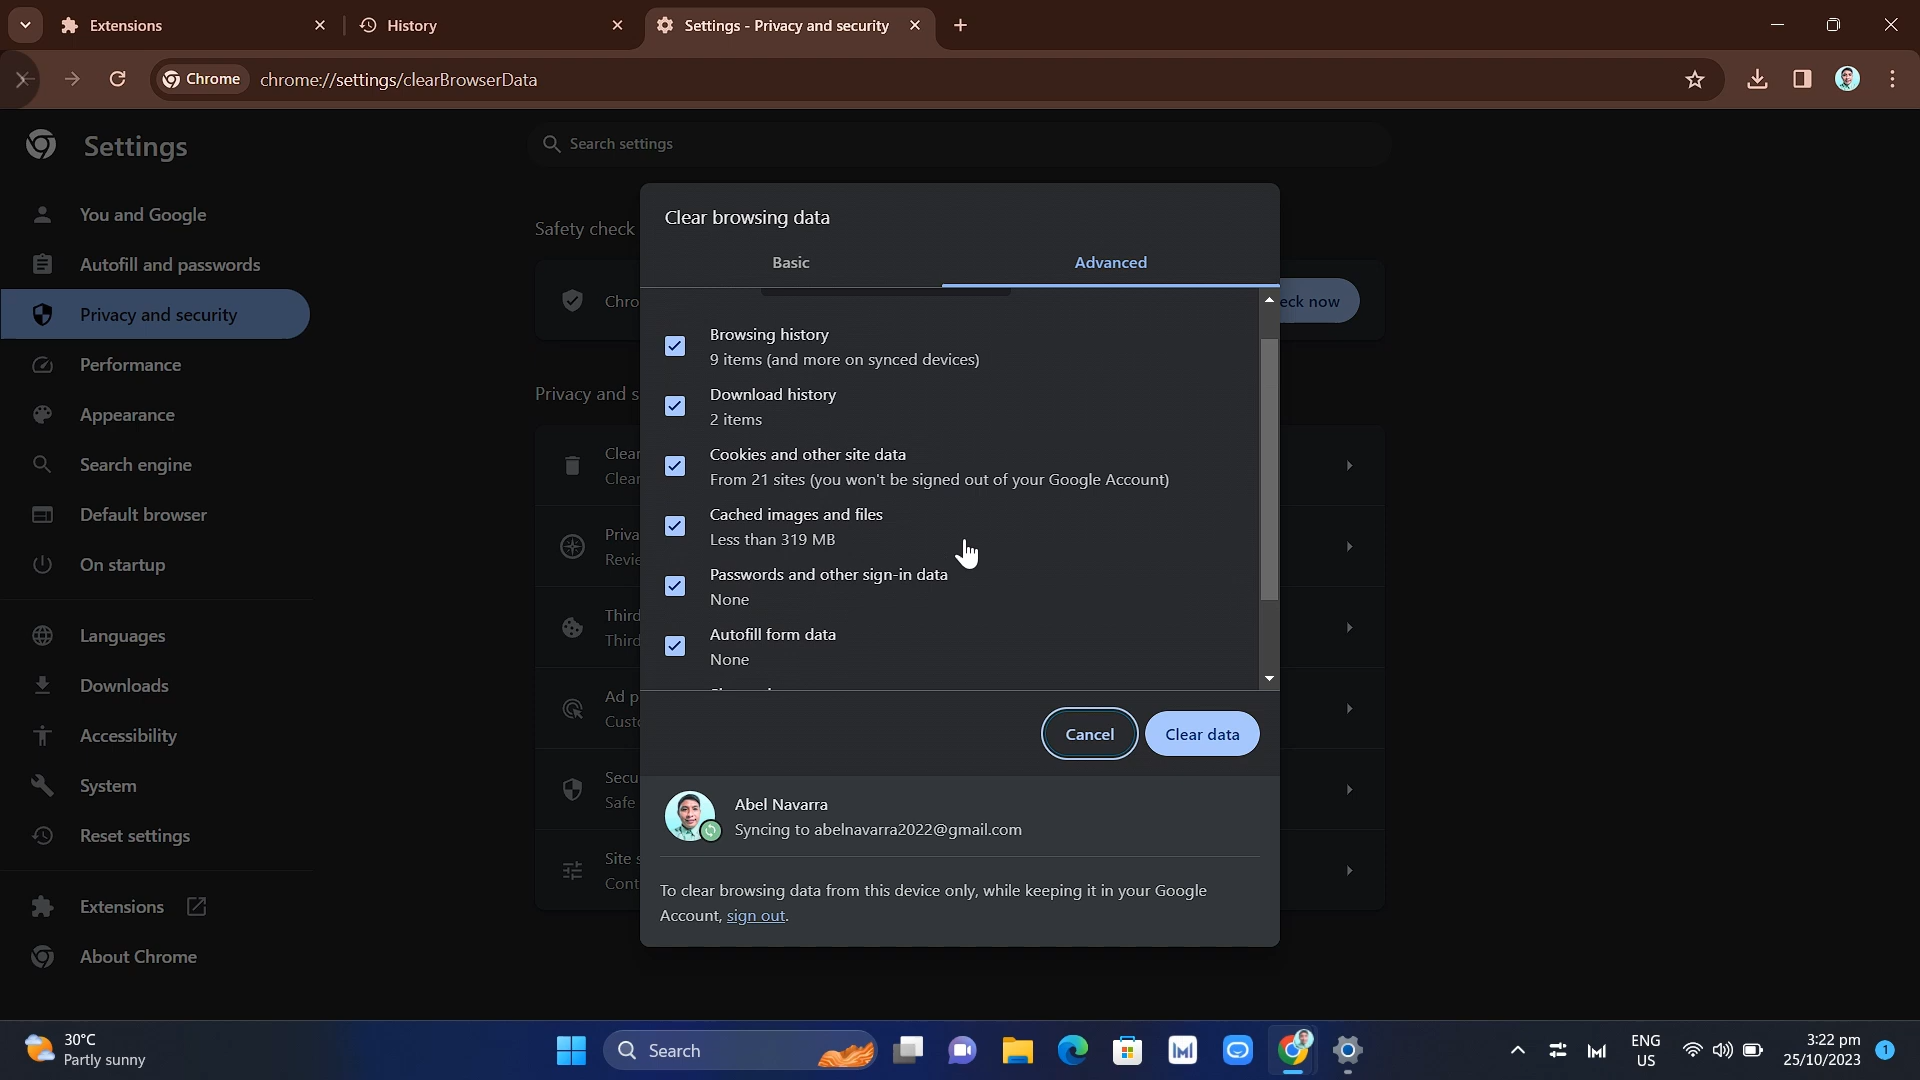 Extensions
History
Settings - Privacy and security
Chrome
chrome://settings/clearBrowserData
Settings
Search settings
You and Google
Autofill and passwords
Privacy and security
Performance
Appearance
Search engine
Default browser
On startup
Languages
Downloads
Accessibility
System
Reset settings
Extensions
About Chrome
Safety check
Chro
eck now
Privacy and s
Clear
Clear
Priva
Revie
Third
Third
Ad p
Custo
Secu
Safe
Site s
Cont
Clear browsing data
Basic
Advanced
Browsing history
9 items (and more on synced devices)
Download history
2 items
Cookies and other site data
From 21 sites (you won't be signed out of your Google Account)
Cached images and files
Less than 319 MB
Passwords and other sign-in data
None
Autofill form data
None
Cancel
Clear data
Abel Navarra
Syncing to abelnavarra2022@gmail.com
To clear browsing data from this device only, while keeping it in your Google
Account, sign out.
30°C
Partly sunny
Search
ENG
US
3:22 pm
25/10/2023
1